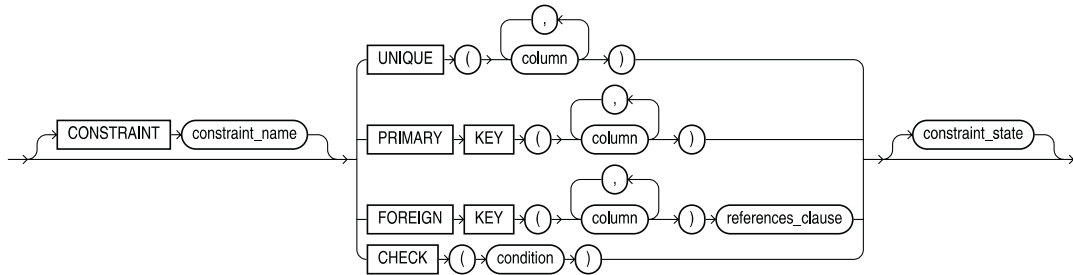 ,
UNIQUE ( column )
,
CONSTRAINT constraint_name PRIMARY KEY ( column ) constraint_state
,
FOREIGN KEY ( column ) references_clause
CHECK ( condition )